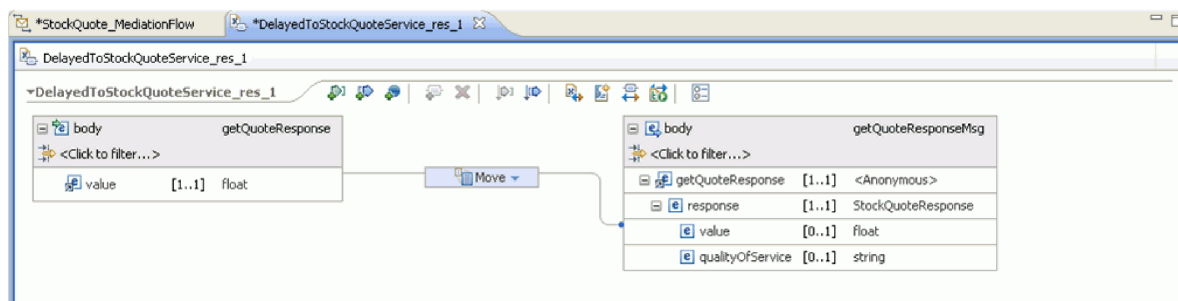 *StockQuote_MediationFlow *DelayedToStockQuoteService_res_1
DelayedToStockQuoteService_res_1
DelayedToStockQuoteService_res_1
body getQuoteResponse
<Click to filter...>
value [1..1] float
Move
body getQuoteResponseMsg
<Click to filter...>
getQuoteResponse [1..1] <Anonymous>
response [1..1] StockQuoteResponse
value [0..1] float
qualityOfService [0..1] string